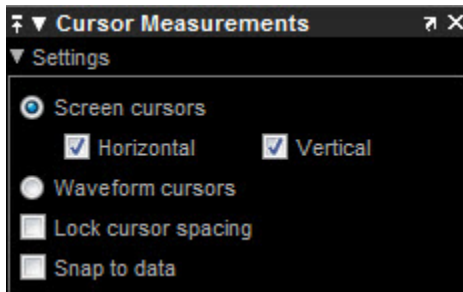 Cursor Measurements
Settings
Screen cursors
Horizontal Vertical
Waveform cursors
Lock cursor spacing
Snap to data